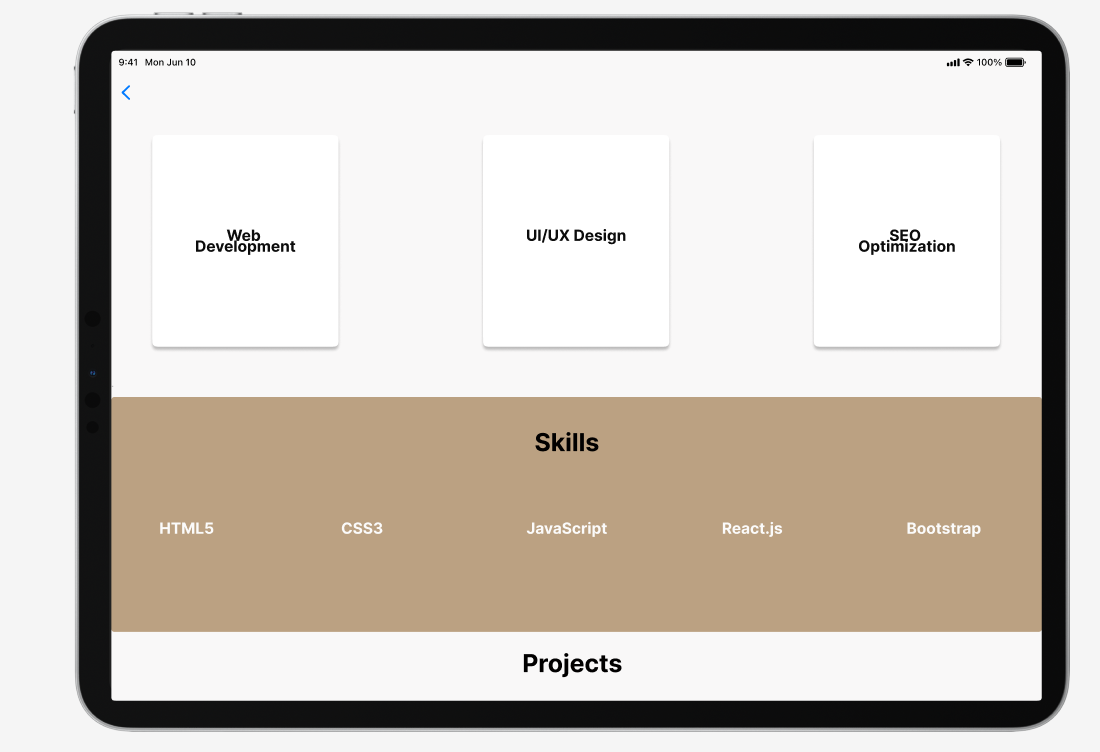 9:41 Mon Jun 10
100%
Web
Development
UI/UX Design
SEO
Optimization
Skills
HTML5
CSS3
JavaScript
React.js
Bootstrap
Projects